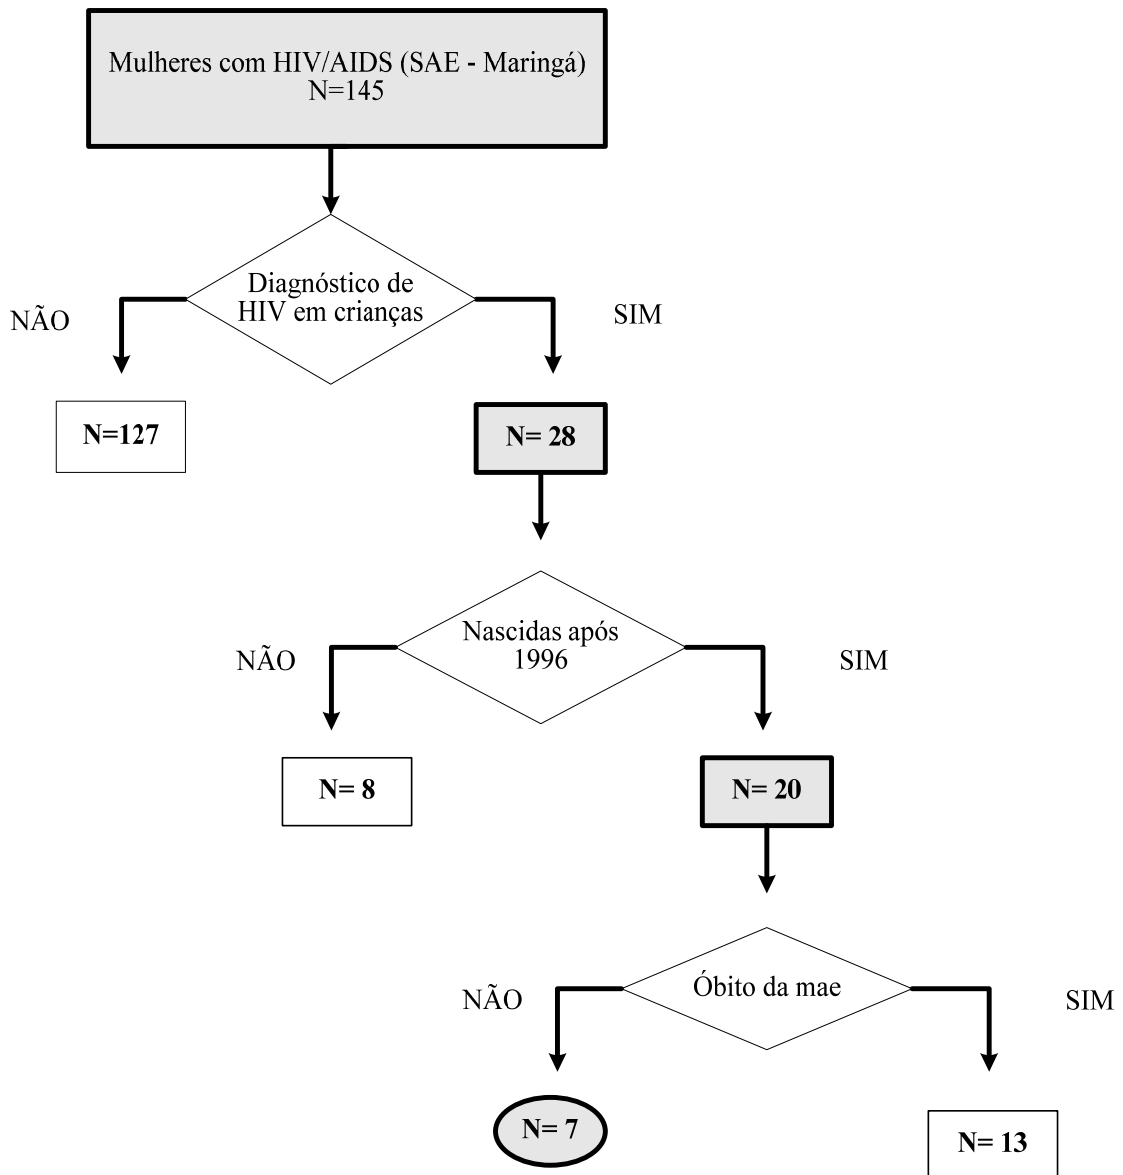 Mulheres com HIV/AIDS (SAE - Maringá)
N=145
Diagnóstico de
HIV em crianças
NÃO
SIM
N=127
N= 28
Nascidas após
1996
NÃO
SIM
N= 8
N= 20
Óbito da mae
NÃO
SIM
N= 7
N= 13